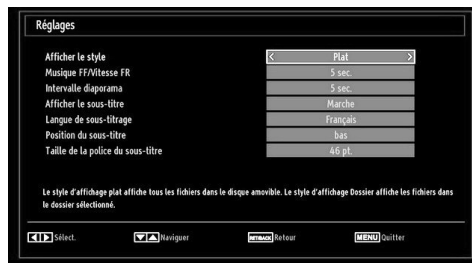 Réglages
Afficher le style < Plat >
Musique FF/Vitesse FR 5 sec.
Intervalle diaporama 5 sec.
Afficher le sous-titre Marche
Langue de sous-titrage Français
Position du sous-titre bas
Taille de la police du sous-titre 46 pt.
Le style d'affichage plat affiche tous les fichiers dans le disque amovible. Le style d'affichage Dossier affiche les fichiers dans
le dossier sélectionné.
Sélect. Naviguer RET/BACK Retour MENU Quitter